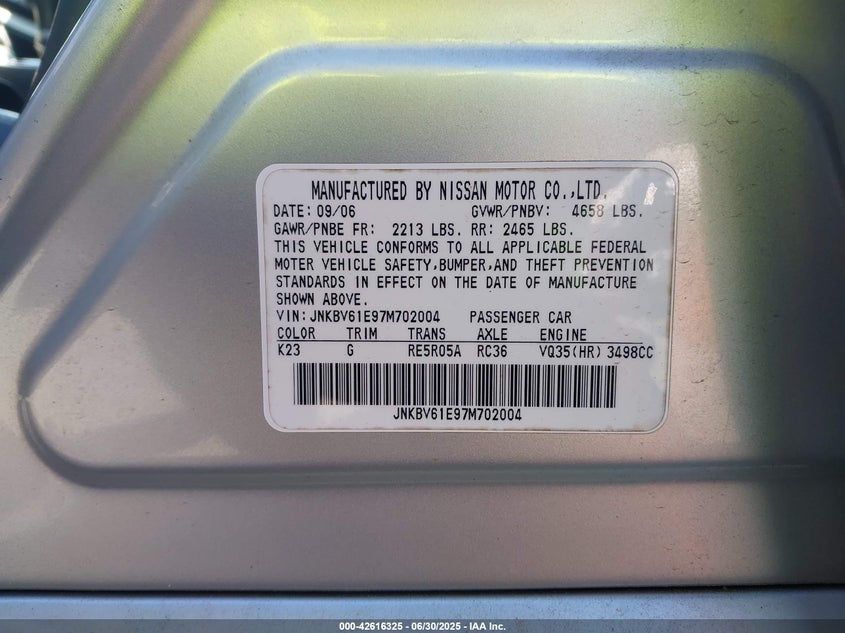 MANUFACTURED BY NISSAN MOTOR CO.,LTD.
DATE: 09/06 GVWR/PNBV: 4658 LBS.
GAWR/PNBE FR: 2213 LBS. RR: 2465 LBS.
THIS VEHICLE CONFORMS TO ALL APPLICABLE FEDERAL
MOTER VEHICLE SAFETY,BUMPER,AND THEFT PREVENTION
STANDARDS IN EFFECT ON THE DATE OF MANUFACTURE
SHOWN ABOVE.
VIN: JNKBV61E97M702004 PASSENGER CAR
COLOR TRIM TRANS AXLE ENGINE
K23 G RE5R05A RC36 VQ35(HR) 3498CC
JNKBV61E97M702004
000-42616325 - 06/30/2025 - IAA Inc.